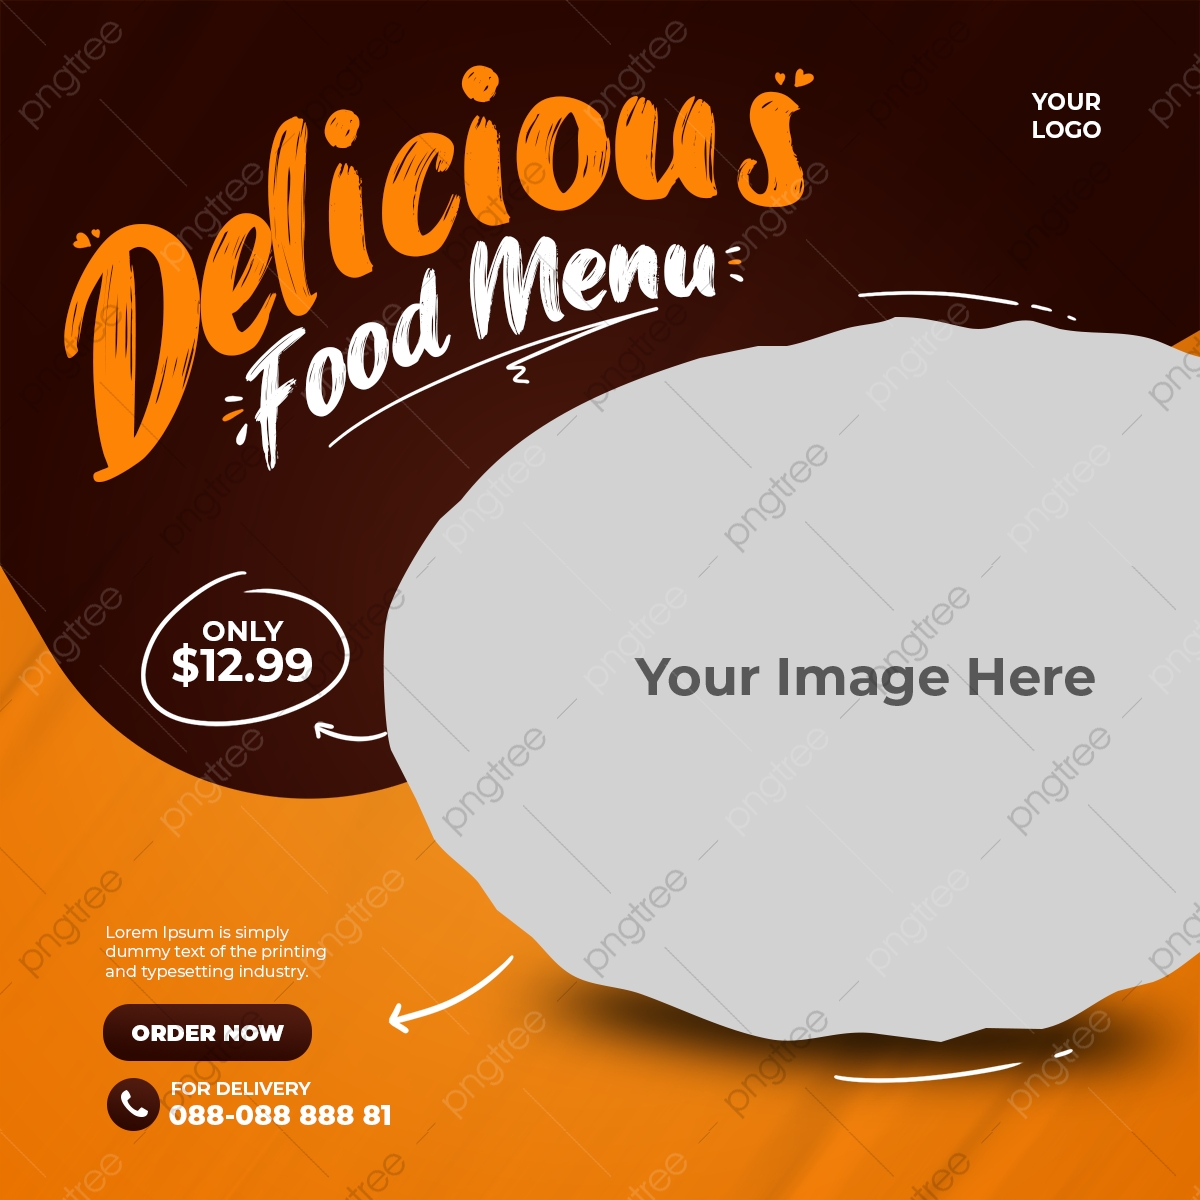 Delicious
Food Menu
YOUR
LOGO
ONLY
$12.99
Your Image Here
Lorem Ipsum is simply
dummy text of the printing
and typesetting industry.
ORDER NOW
FOR DELIVERY
088-088 888 81
pngtree